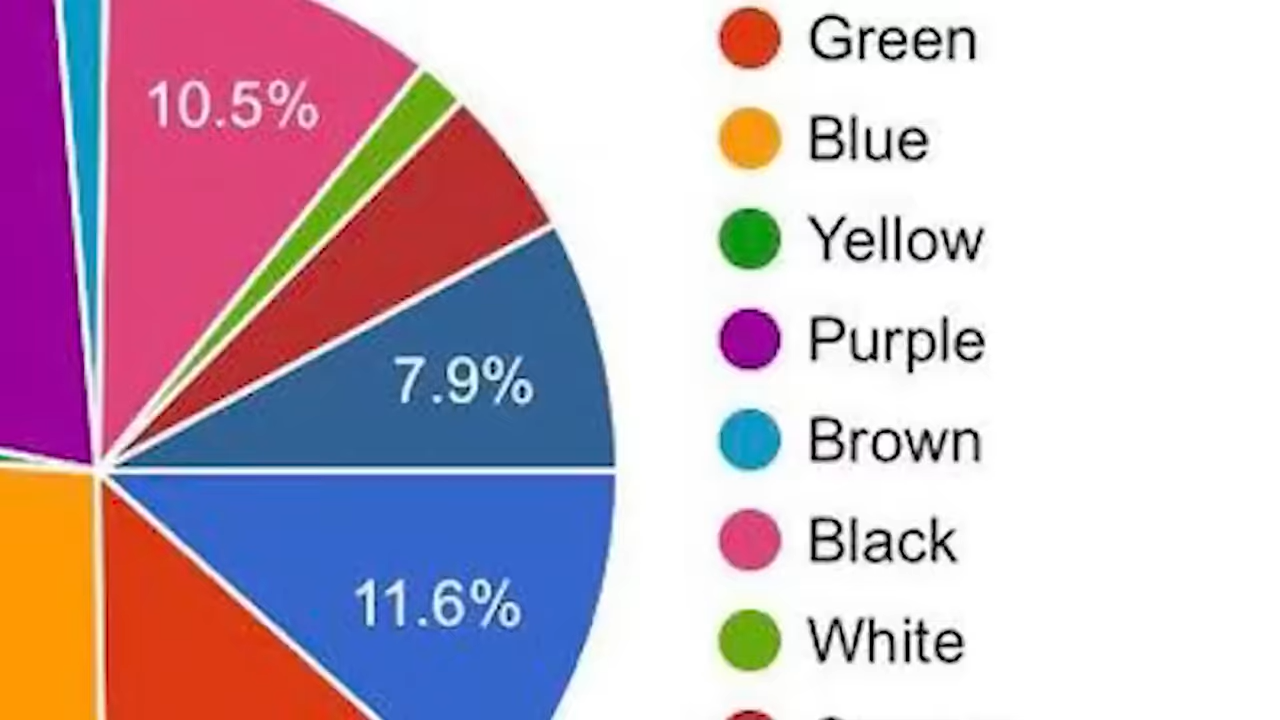 10.5%
7.9%
11.6%
Green
Blue
Yellow
Purple
Brown
Black
White